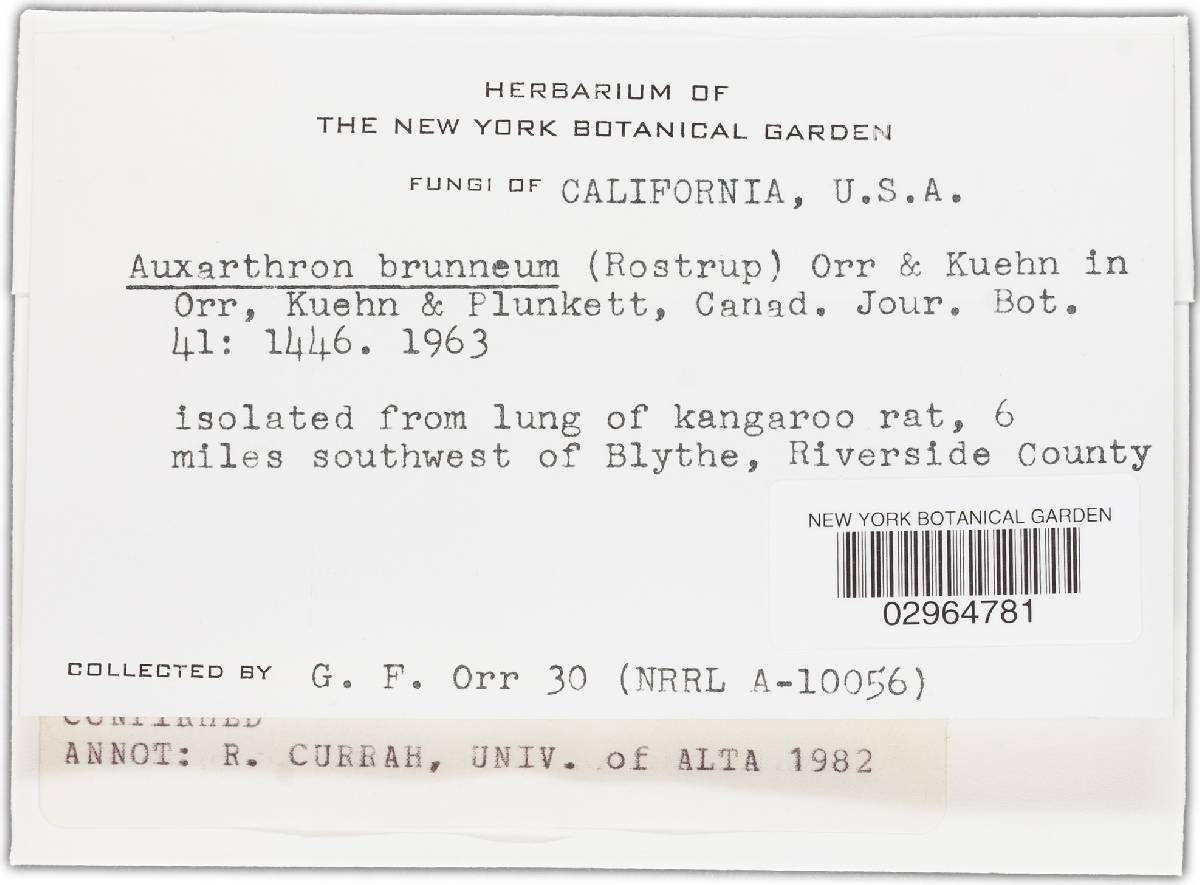 HERBARIUM OF
THE NEW YORK BOTANICAL GARDEN
FUNGI OF CALIFORNIA, U.S.A.
Auxarthron brunneum (Rostrup) Orr & Kuehn in
Orr, Kuehn & Plunkett, Canad. Jour. Bot.
41: 1446. 1963
isolated from lung of kangaroo rat, 6
miles southwest of Blythe, Riverside County
NEW YORK BOTANICAL GARDEN
02964781
COLLECTED BY G. F. Orr 30 (NRRL A-10056)
CONFIRMED
ANNOT: R. CURRAH, UNIV. of ALTA 1982